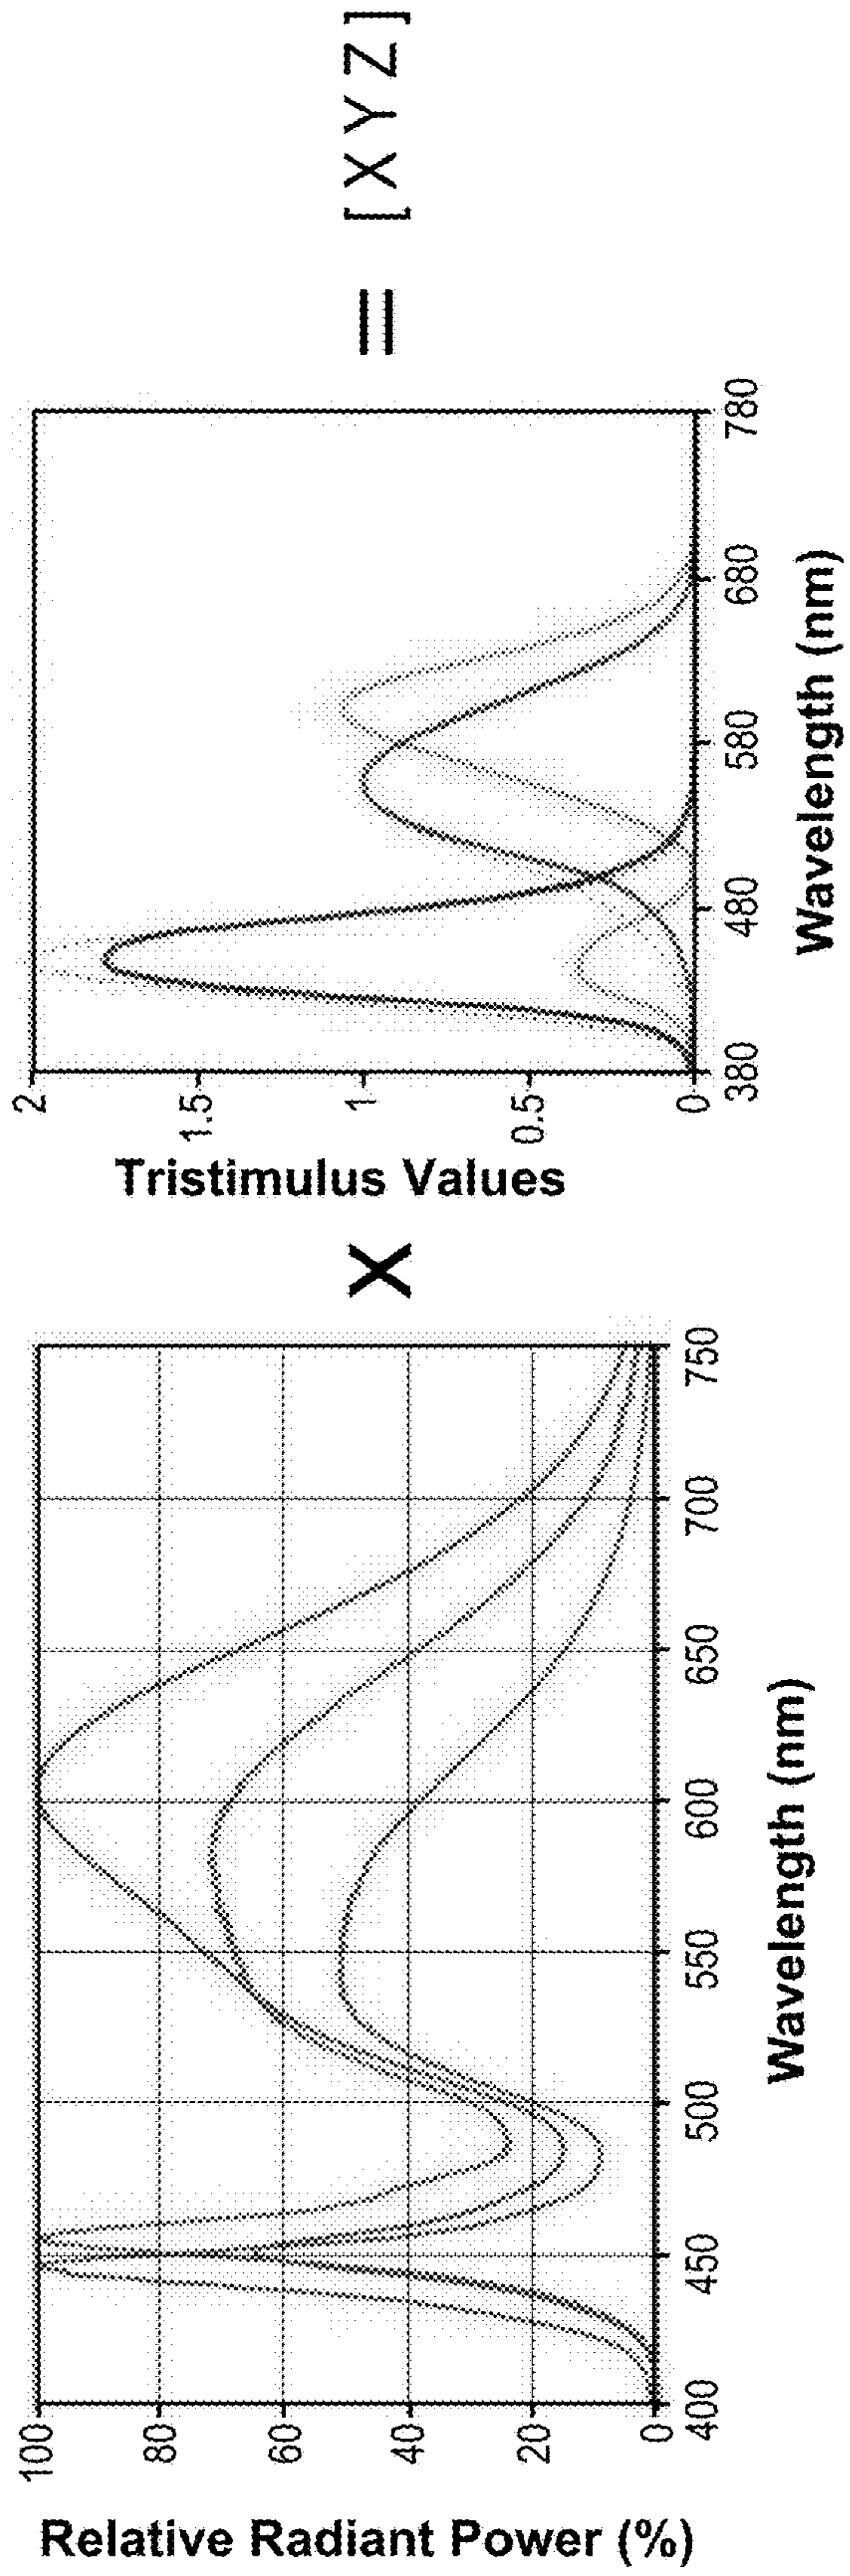 Relative Radiant Power (%)
100
80
60
40
20
0
400 450 500 550 600 650 700 750
Wavelength (nm)
X
Tristimulus Values
2
1.5
1
0.5
0
380 480 580 680 780
Wavelength (nm)
= [ X Y Z ]